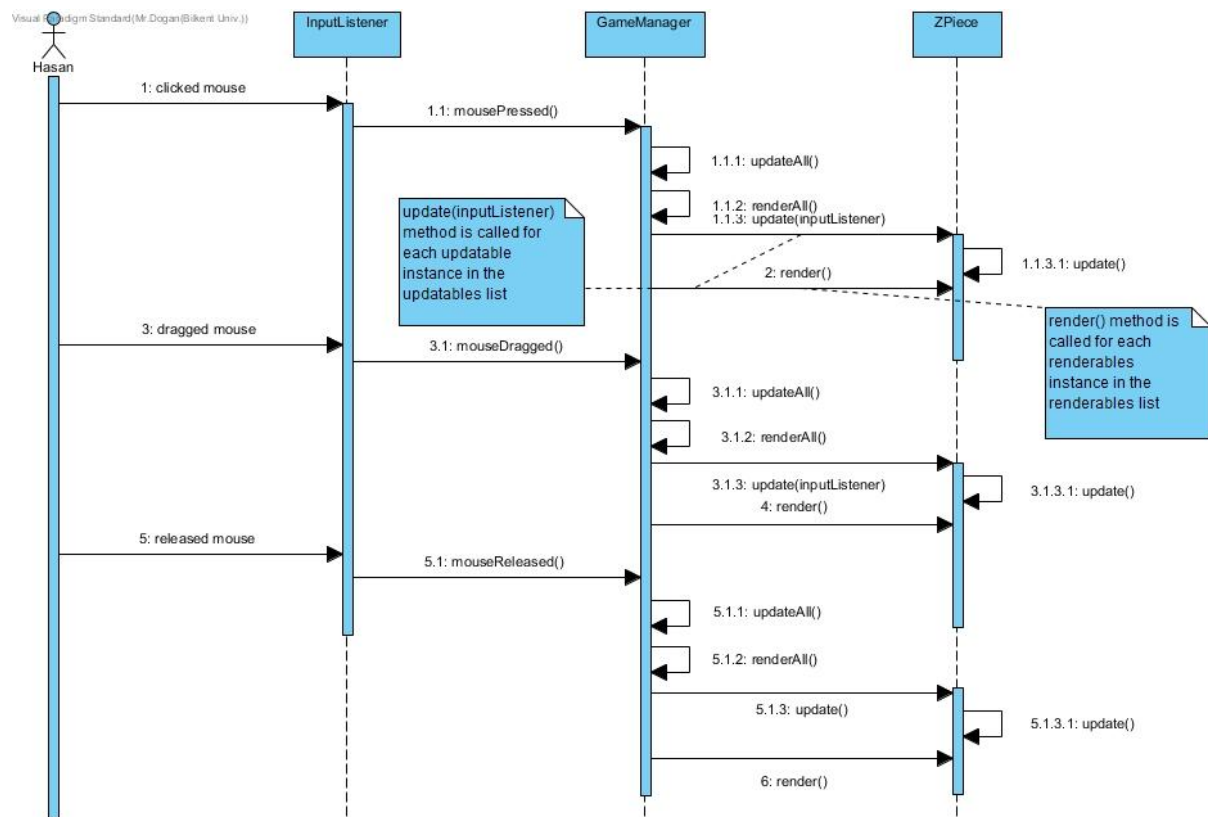 Visual Paradigm Standard(Mr.Dogan(Bilkent Univ.))
Hasan
InputListener
GameManager
ZPiece
1: clicked mouse
1.1: mousePressed()
1.1.1: updateAll()
1.1.2: renderAll()
1.1.3: update(inputListener)
1.1.3.1: update()
2: render()
update(inputListener)
method is called for
each updatable
instance in the
updatables list
render() method is
called for each
renderables
instance in the
renderables list
3: dragged mouse
3.1: mouseDragged()
3.1.1: updateAll()
3.1.2: renderAll()
3.1.3: update(inputListener)
3.1.3.1: update()
4: render()
5: released mouse
5.1: mouseReleased()
5.1.1: updateAll()
5.1.2: renderAll()
5.1.3: update()
5.1.3.1: update()
6: render()